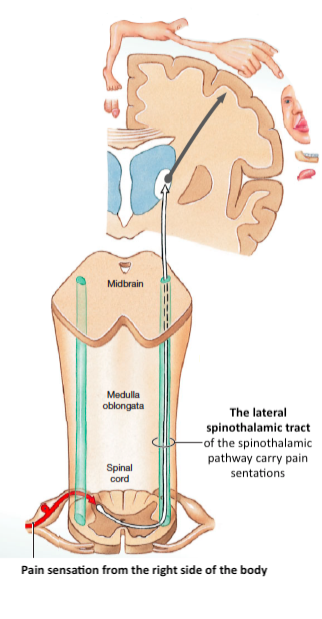 Midbrain
Medulla
oblongata
The lateral
spinothalamic tract
of the spinothalamic
pathway carry pain
sentations
Spinal
cord
Pain sensation from the right side of the body